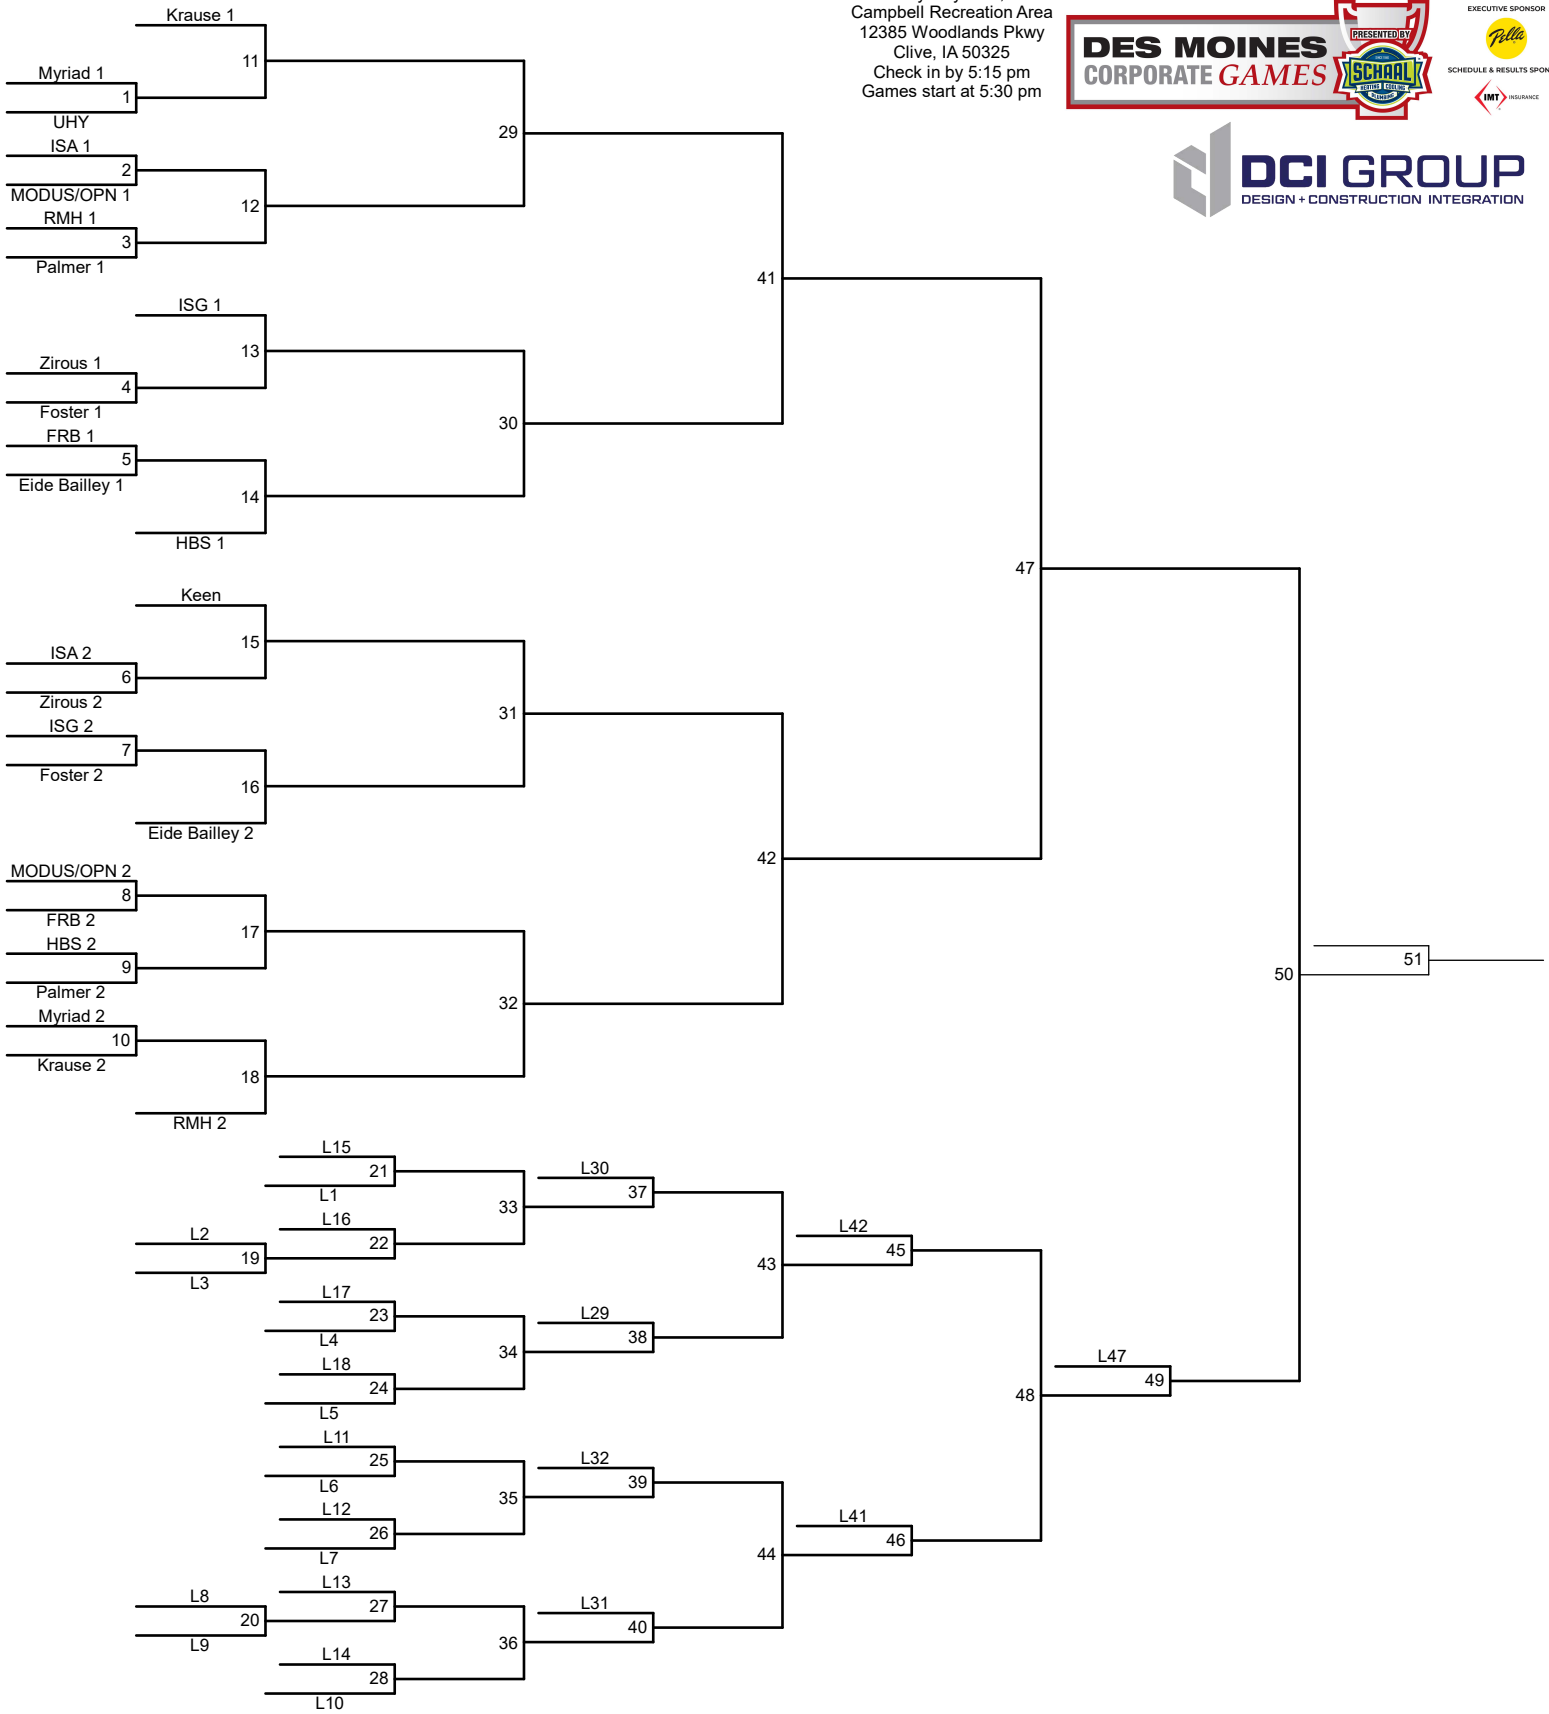 Campbell Recreation Area
12385 Woodlands Pkwy
Clive, IA 50325
Check in by 5:15 pm
Games start at 5:30 pm
DES MOINES
CORPORATE GAMES
PRESENTED BY
SCHAAL
HEATING COOLING
PLUMBING
EXECUTIVE SPONSOR
Pella
SCHEDULE & RESULTS SPON
IMT INSURANCE
DCI GROUP
DESIGN + CONSTRUCTION INTEGRATION
Krause 1
11
Myriad 1
1
UHY
29
ISA 1
2
MODUS/OPN 1
12
RMH 1
3
Palmer 1
41
ISG 1
13
Zirous 1
4
Foster 1
30
FRB 1
5
Eide Bailley 1
14
HBS 1
47
Keen
15
ISA 2
6
Zirous 2
31
ISG 2
7
Foster 2
16
Eide Bailley 2
42
MODUS/OPN 2
8
FRB 2
17
HBS 2
9
Palmer 2
32
Myriad 2
10
Krause 2
18
RMH 2
50
51
L15
21
L1
33
L30
37
L16
22
L2
19
L3
43
L42
45
L17
23
L4
34
L29
38
L18
24
L5
48
L47
49
L11
25
L6
35
L32
39
L12
26
L7
44
L41
46
L13
27
L8
20
L9
36
L31
40
L14
28
L10